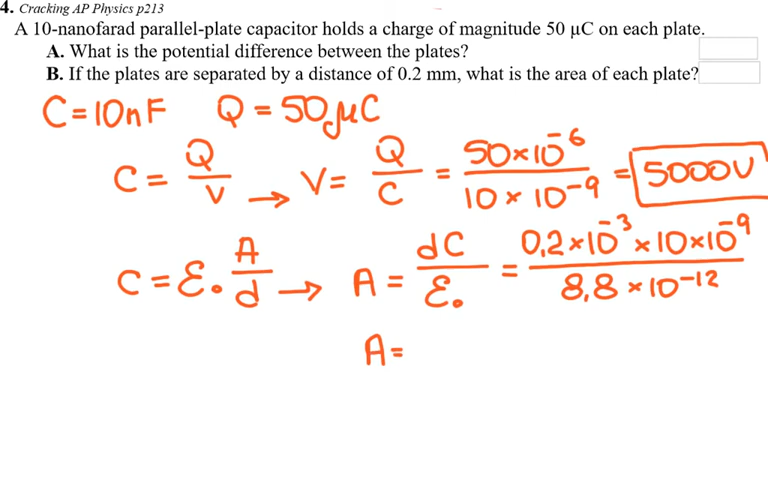 4. Cracking AP Physics p213
A 10-nanofarad parallel-plate capacitor holds a charge of magnitude 50 μC on each plate.
A. What is the potential difference between the plates?
B. If the plates are separated by a distance of 0.2 mm, what is the area of each plate?
C = 10nF Q = 50μC
C = Q/V → V = Q/C = 50×10⁻⁶/10 × 10⁻⁹ = 5000V
C = ε₀ A/d → A = dC/ε₀ = 0,2×10⁻³×10×10⁻⁹/8,8 ×10⁻¹²
A =